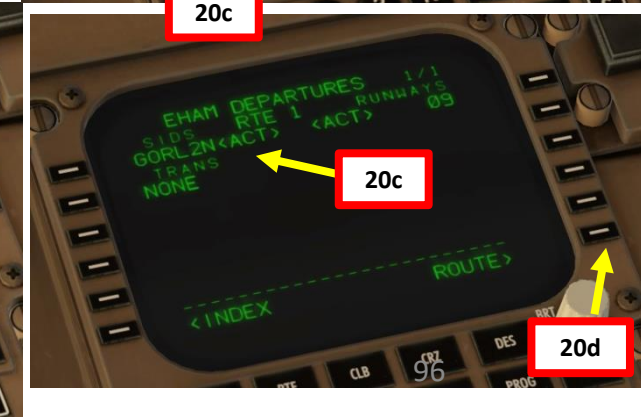 20c
EHAM DEPARTURES 1/1
SIDS RTE 1 RUNWAYS
GORL2N<ACT> <ACT> 09
TRANS
NONE
20c
ROUTE>
<INDEX
BRT
20d
RTE CLB CRZ DES
96
PROG